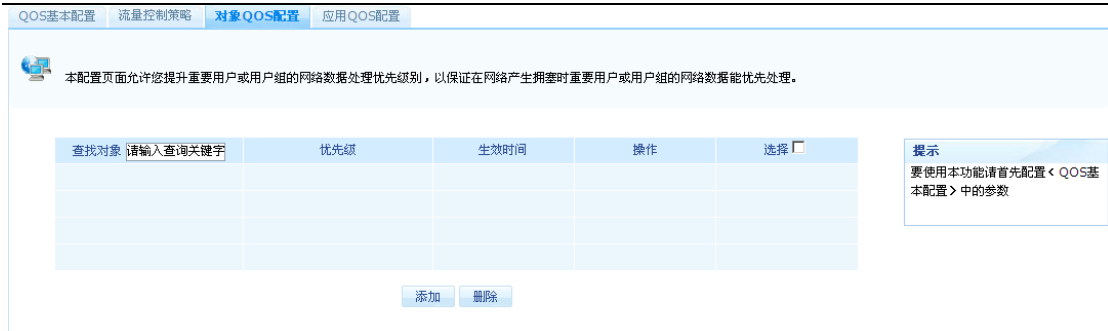 QOS基本配置 流量控制策略 对象QOS配置 应用QOS配置
本配置页面允许您提升重要用户或用户组的网络数据处理优先级别，以保证在网络产生拥塞时重要用户或用户组的网络数据能优先处理。
查找对象 请输入查询关键字 优先级 生效时间 操作 选择
提示
要使用本功能请首先配置< QOS基
本配置>中的参数
添加 删除